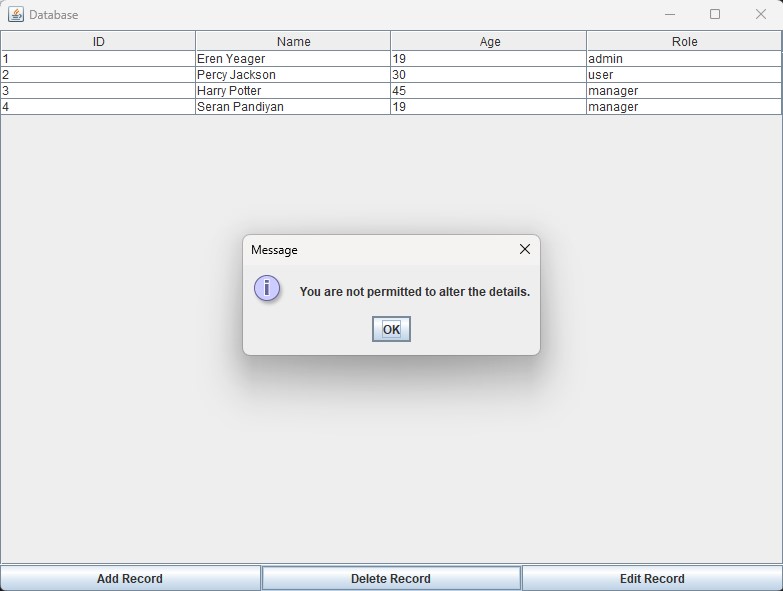 Database
ID Name Age Role
1 Eren Yeager 19 admin
2 Percy Jackson 30 user
3 Harry Potter 45 manager
4 Seran Pandiyan 19 manager
Message
i You are not permitted to alter the details.
OK
Add Record Delete Record Edit Record